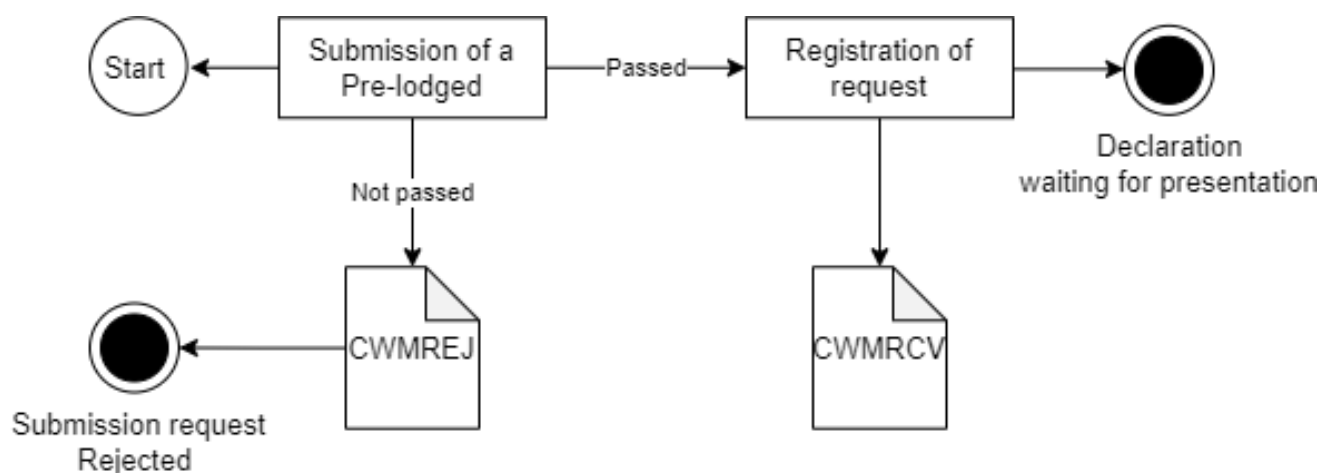 Start
Submission of a
Pre-lodged
Passed
Registration of
request
Declaration
waiting for presentation
Not passed
CWMREJ
CWMRCV
Submission request
Rejected